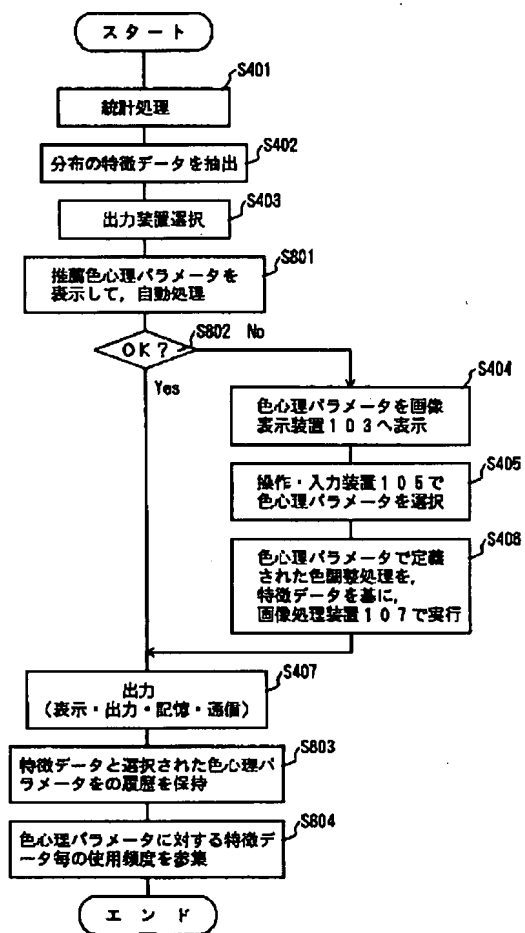 スタート
S401
統計処理
S402
分布の特徴データを抽出
S403
出力装置選択
S801
推薦色心理パラメータを
表示して，自動処理
OK？
S802
No
Yes
S404
色心理パラメータを画像
表示装置103へ表示
S405
操作・入力装置105で
色心理パラメータを選択
S406
色心理パラメータで定義
された色調整処理を，
特徴データを基に，
画像処理装置107で実行
S407
出力
（表示・出力・記憶・通信）
S803
特徴データと選択された色心理パ
ラメータをの履歴を保持
S804
色心理パラメータに対する特徴デ
ータ毎の使用頻度を参集
エンド